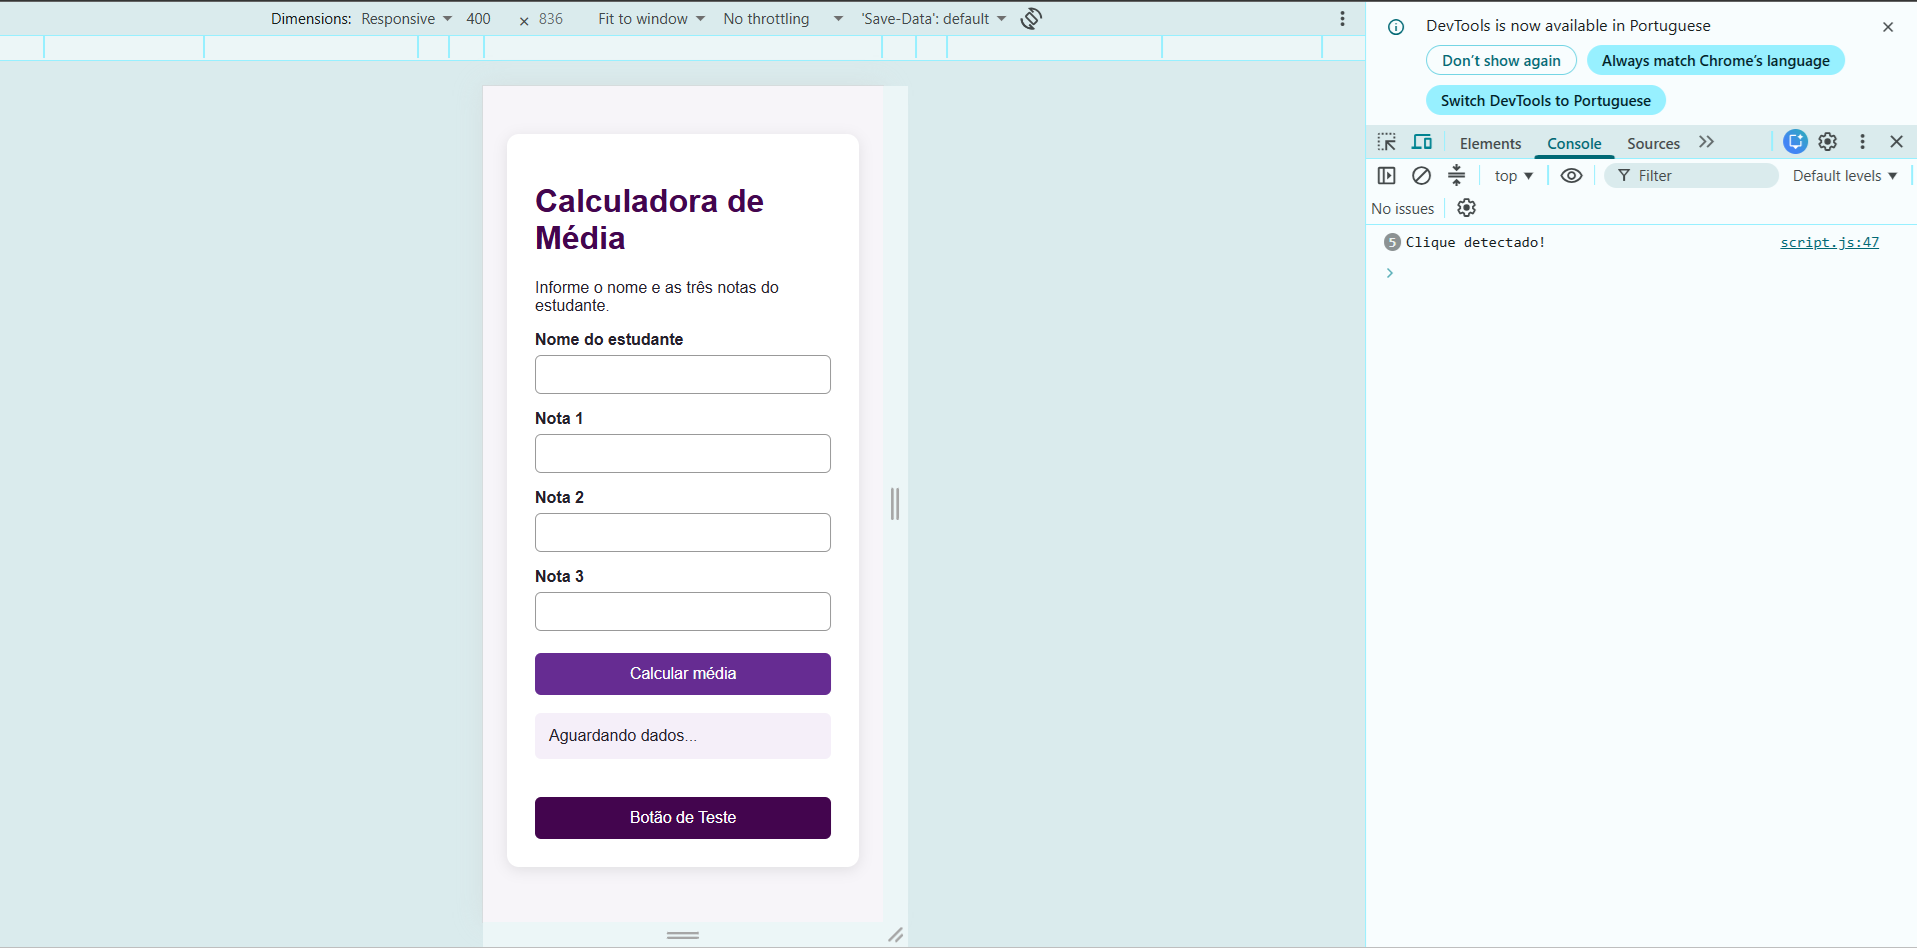 Dimensions: Responsive 400 × 836 Fit to window No throttling 'Save-Data': default
DevTools is now available in Portuguese
Don't show again Always match Chrome's language
Switch DevTools to Portuguese
Elements Console Sources
top Filter Default levels
No issues
5 Clique detectado! script.js:47
Calculadora de
Média
Informe o nome e as três notas do
estudante.
Nome do estudante
Nota 1
Nota 2
Nota 3
Calcular média
Aguardando dados...
Botão de Teste